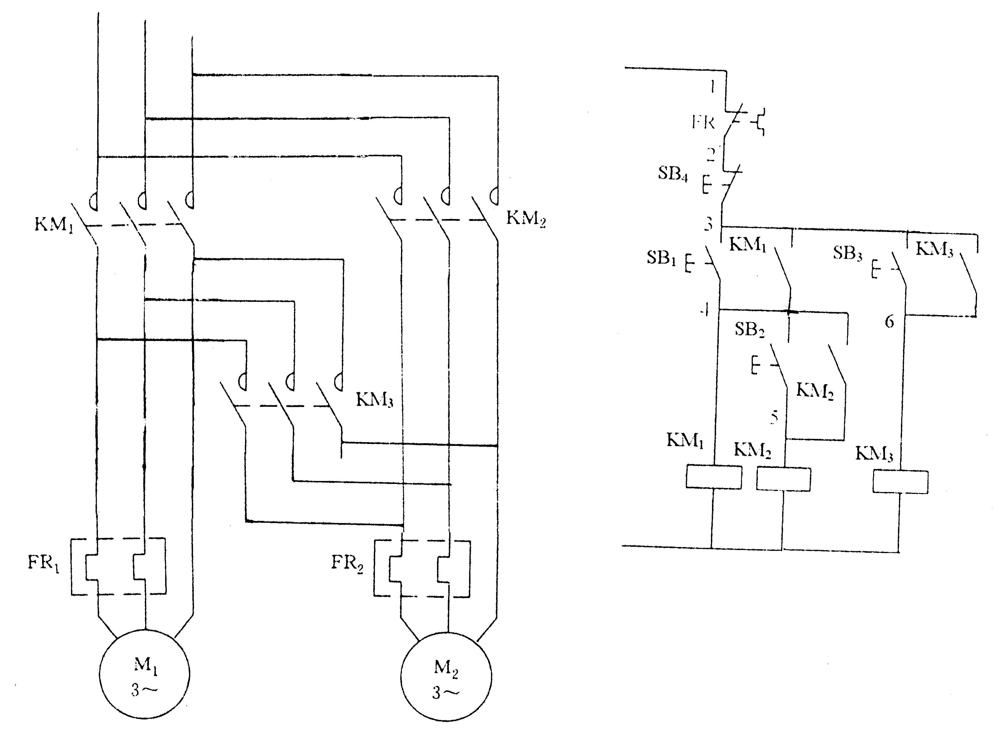 KM₁
KM₂
KM₃
FR₁
FR₂
M₁
3～
M₂
3～
1
FR
2
SB₄
3
SB₁
KM₁
SB₃
KM₃
4
SB₂
6
KM₂
5
KM₁
KM₂
KM₃